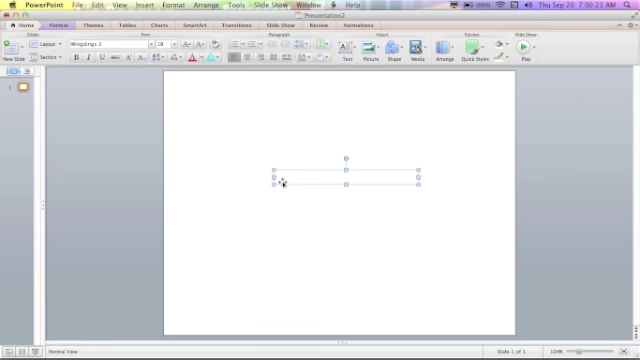 PowerPoint File Edit View Insert Format Arrange Tools Slide Show Window Help Thu Sep 20 7:00:23 AM
Presentation2
Home Format Themes Tables Charts SmartArt Transitions Slide Show Animations
Slides Font Paragraph Insert Format Slide Show
Layout Wingdings 2 18
New Slide Section B I U ABC Text Picture Shape Media Arrange Quick Styles Play
1
Normal View Slide 1 of 1 104%